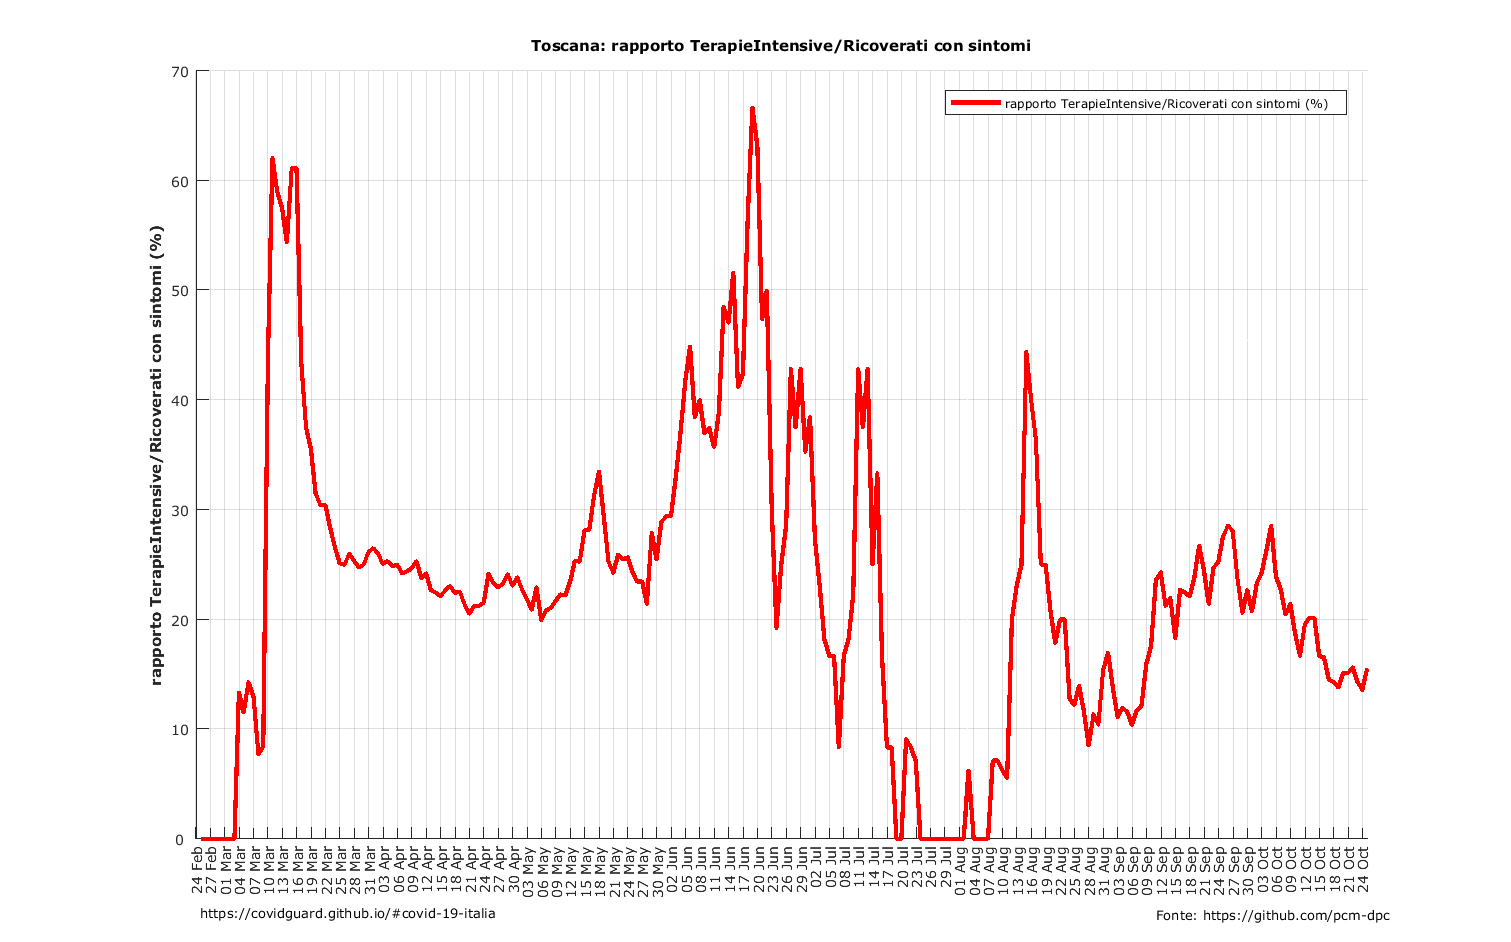 Toscana: rapporto TerapieIntensive/Ricoverati con sintomi
rapporto TerapieIntensive/Ricoverati con sintomi (%)
rapporto TerapieIntensive/Ricoverati con sintomi (%)
70
60
50
40
30
20
10
0
24 Feb
27 Feb
01 Mar
04 Mar
07 Mar
10 Mar
13 Mar
16 Mar
19 Mar
22 Mar
25 Mar
28 Mar
31 Mar
03 Apr
06 Apr
09 Apr
12 Apr
15 Apr
18 Apr
21 Apr
24 Apr
27 Apr
30 Apr
03 May
06 May
09 May
12 May
15 May
18 May
21 May
24 May
27 May
30 May
02 Jun
05 Jun
08 Jun
11 Jun
14 Jun
17 Jun
20 Jun
23 Jun
26 Jun
29 Jun
02 Jul
05 Jul
08 Jul
11 Jul
14 Jul
17 Jul
20 Jul
23 Jul
26 Jul
29 Jul
01 Aug
04 Aug
07 Aug
10 Aug
13 Aug
16 Aug
19 Aug
22 Aug
25 Aug
28 Aug
31 Aug
03 Sep
06 Sep
09 Sep
12 Sep
15 Sep
18 Sep
21 Sep
24 Sep
27 Sep
30 Sep
03 Oct
06 Oct
09 Oct
12 Oct
15 Oct
18 Oct
21 Oct
24 Oct
https://covidguard.github.io/#covid-19-italia
Fonte: https://github.com/pcm-dpc